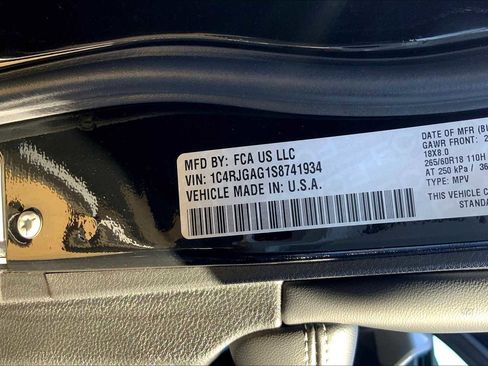 MFD BY: FCA US LLC
VIN: 1C4RJGAG1S8741934
VEHICLE MADE IN U.S.A.
DATE OF MFR
GAWR FRONT:
18X8.0
265/60R18 110H
AT 250 kPa / 36
TYPE: MPV
THIS VEHICLE